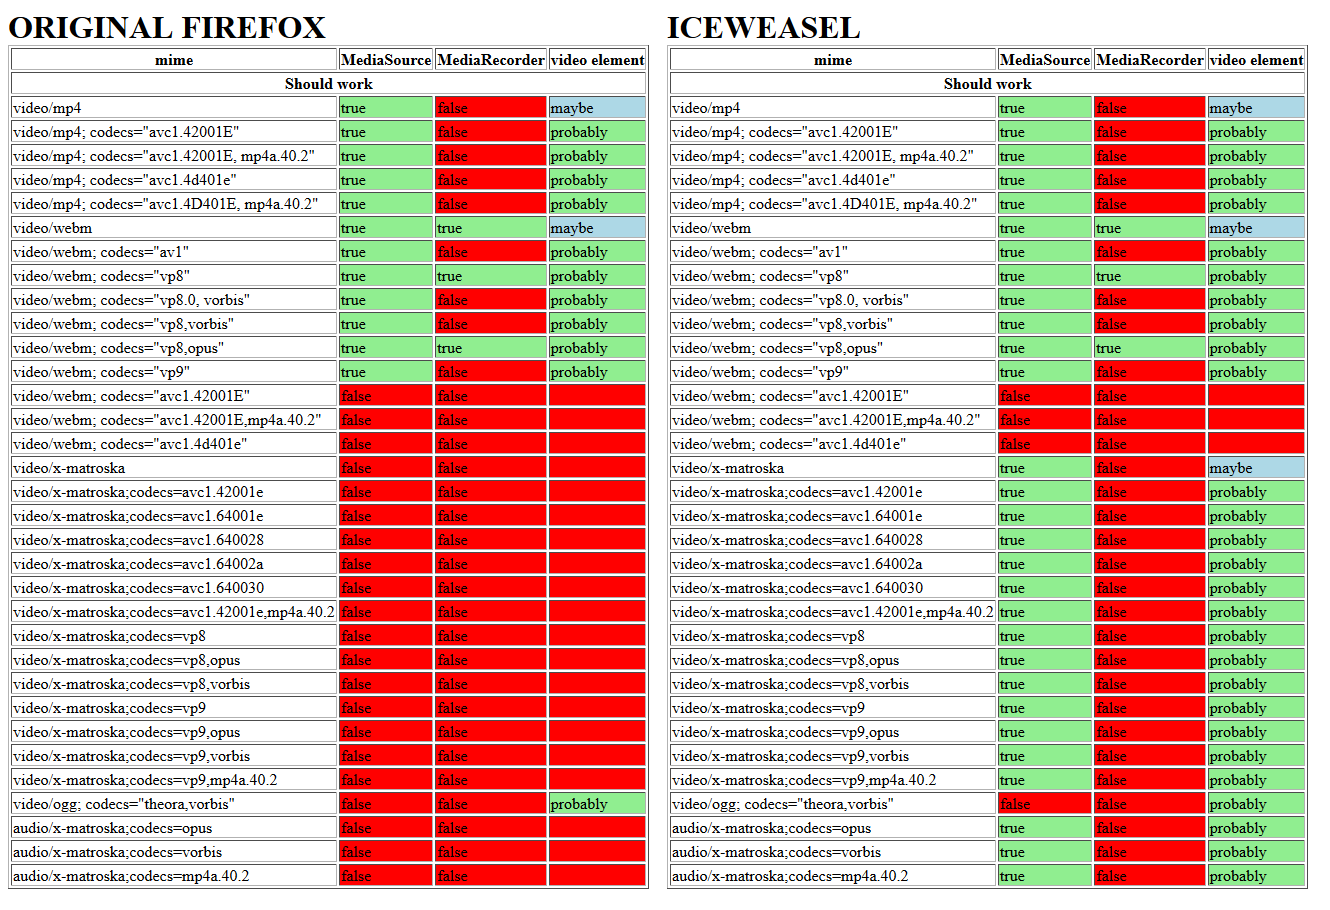 ORIGINAL FIREFOX
mime MediaSource MediaRecorder video element
Should work
video/mp4 true false maybe
video/mp4; codecs="avc1.42001E" true false probably
video/mp4; codecs="avc1.42001E, mp4a.40.2" true false probably
video/mp4; codecs="avc1.4d401e" true false probably
video/mp4; codecs="avc1.4D401E, mp4a.40.2" true false probably
video/webm true true maybe
video/webm; codecs="av1" true false probably
video/webm; codecs="vp8" true true probably
video/webm; codecs="vp8.0, vorbis" true false probably
video/webm; codecs="vp8,vorbis" true false probably
video/webm; codecs="vp8,opus" true true probably
video/webm; codecs="vp9" true false probably
video/webm; codecs="avc1.42001E" false false
video/webm; codecs="avc1.42001E,mp4a.40.2" false false
video/webm; codecs="avc1.4d401e" false false
video/x-matroska false false
video/x-matroska;codecs=avc1.42001e false false
video/x-matroska;codecs=avc1.64001e false false
video/x-matroska;codecs=avc1.640028 false false
video/x-matroska;codecs=avc1.64002a false false
video/x-matroska;codecs=avc1.640030 false false
video/x-matroska;codecs=avc1.42001e,mp4a.40.2 false false
video/x-matroska;codecs=vp8 false false
video/x-matroska;codecs=vp8,opus false false
video/x-matroska;codecs=vp8,vorbis false false
video/x-matroska;codecs=vp9 false false
video/x-matroska;codecs=vp9,opus false false
video/x-matroska;codecs=vp9,vorbis false false
video/x-matroska;codecs=vp9,mp4a.40.2 false false
video/ogg; codecs="theora,vorbis" false false probably
audio/x-matroska;codecs=opus false false
audio/x-matroska;codecs=vorbis false false
audio/x-matroska;codecs=mp4a.40.2 false false
ICEWEASEL
mime MediaSource MediaRecorder video element
Should work
video/mp4 true false maybe
video/mp4; codecs="avc1.42001E" true false probably
video/mp4; codecs="avc1.42001E, mp4a.40.2" true false probably
video/mp4; codecs="avc1.4d401e" true false probably
video/mp4; codecs="avc1.4D401E, mp4a.40.2" true false probably
video/webm true true maybe
video/webm; codecs="av1" true false probably
video/webm; codecs="vp8" true true probably
video/webm; codecs="vp8.0, vorbis" true false probably
video/webm; codecs="vp8,vorbis" true false probably
video/webm; codecs="vp8,opus" true true probably
video/webm; codecs="vp9" true false probably
video/webm; codecs="avc1.42001E" false false
video/webm; codecs="avc1.42001E,mp4a.40.2" false false
video/webm; codecs="avc1.4d401e" false false
video/x-matroska true false maybe
video/x-matroska;codecs=avc1.42001e true false probably
video/x-matroska;codecs=avc1.64001e true false probably
video/x-matroska;codecs=avc1.640028 true false probably
video/x-matroska;codecs=avc1.64002a true false probably
video/x-matroska;codecs=avc1.640030 true false probably
video/x-matroska;codecs=avc1.42001e,mp4a.40.2 true false probably
video/x-matroska;codecs=vp8 true false probably
video/x-matroska;codecs=vp8,opus true false probably
video/x-matroska;codecs=vp8,vorbis true false probably
video/x-matroska;codecs=vp9 true false probably
video/x-matroska;codecs=vp9,opus true false probably
video/x-matroska;codecs=vp9,vorbis true false probably
video/x-matroska;codecs=vp9,mp4a.40.2 true false probably
video/ogg; codecs="theora,vorbis" false false probably
audio/x-matroska;codecs=opus true false probably
audio/x-matroska;codecs=vorbis true false probably
audio/x-matroska;codecs=mp4a.40.2 true false probably